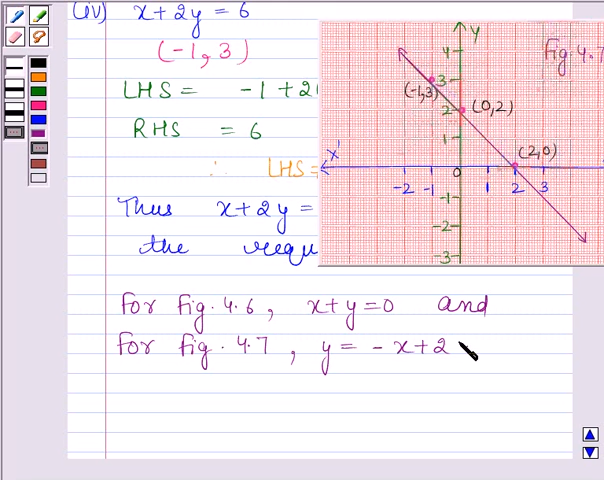 (iv) x + 2y = 6
(-1, 3)
LHS = -1 + 2
RHS = 6
∴ LHS =
Thus x + 2y =
the requ
Fig. 4.7
Y
4
3
(-1,3)
2
(0,2)
1
(2,0)
X'
0
-2 -1 1 2 3
-1
-2
-3
For Fig. 4.6, x + y = 0 and
For Fig. 4.7, y = -x + 2